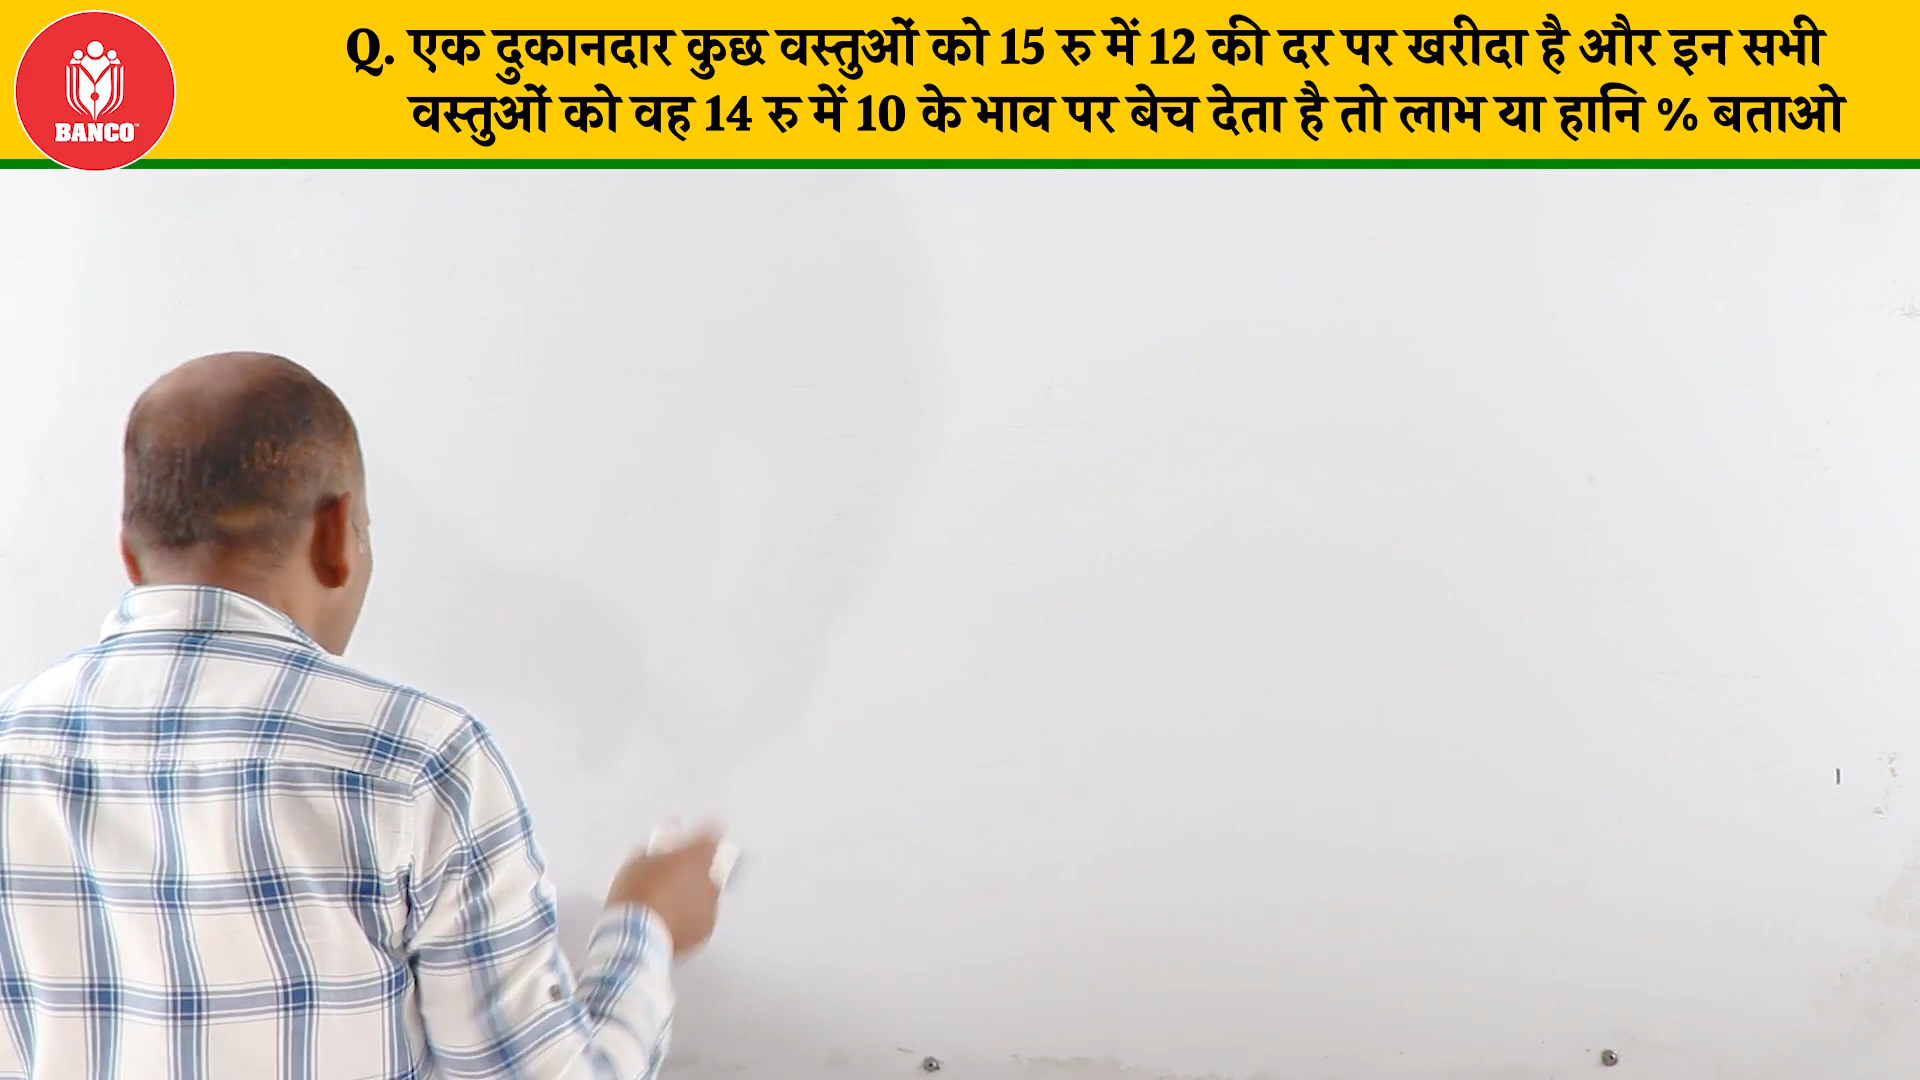 Q. एक दुकानदार कुछ वस्तुओं को 15 रु में 12 की दर पर खरीदा है और इन सभी
वस्तुओं को वह 14 रु में 10 के भाव पर बेच देता है तो लाभ या हानि % बताओ
BANCO